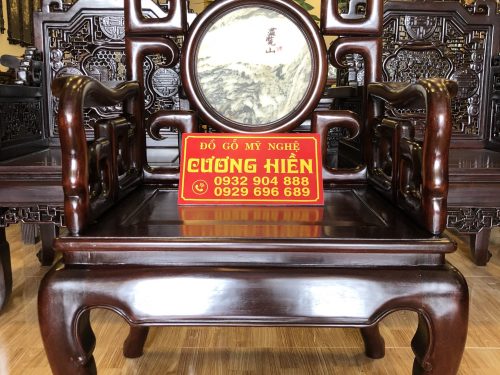 ĐỒ GỖ MỸ NGHỆ
CƯƠNG HIỀN
0932 904 888
0929 696 689